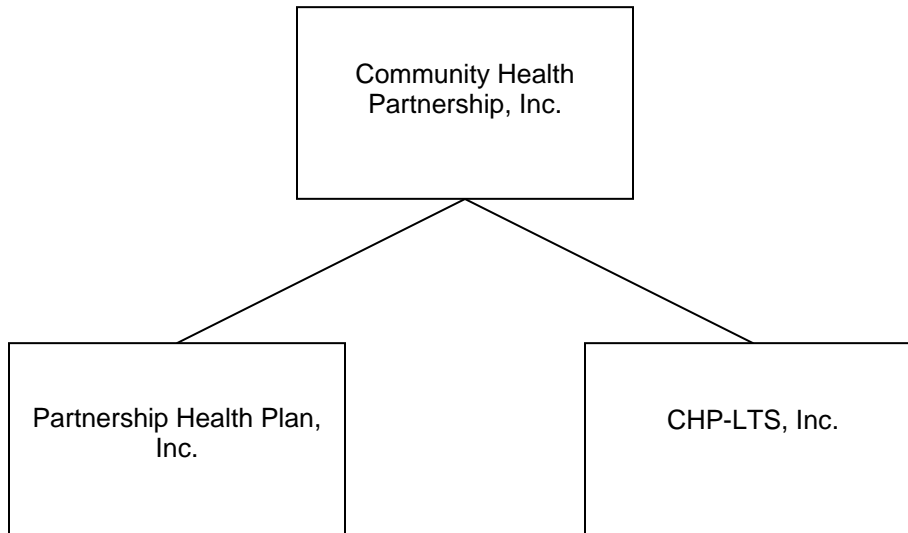 Community Health
Partnership, Inc.
Partnership Health Plan,
Inc.
CHP-LTS, Inc.